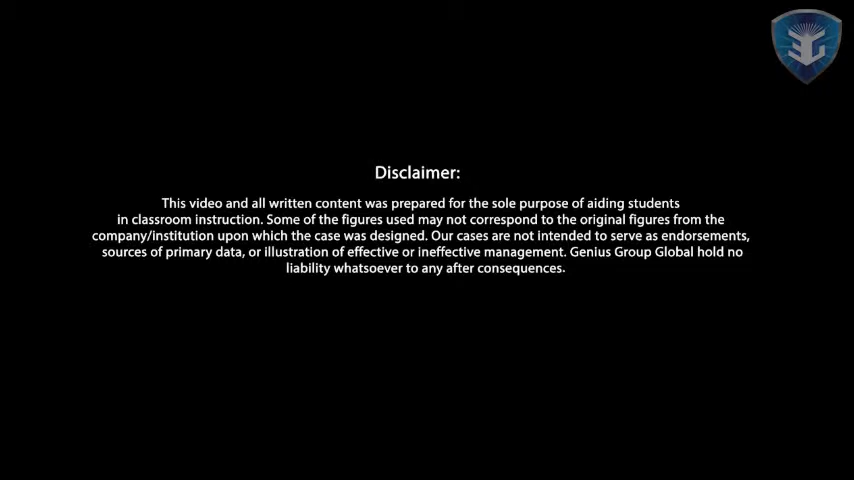 Disclaimer:
This video and all written content was prepared for the sole purpose of aiding students
in classroom instruction. Some of the figures used may not correspond to the original figures from the
company/institution upon which the case was designed. Our cases are not intended to serve as endorsements,
sources of primary data, or illustration of effective or ineffective management. Genius Group Global hold no
liability whatsoever to any after consequences.